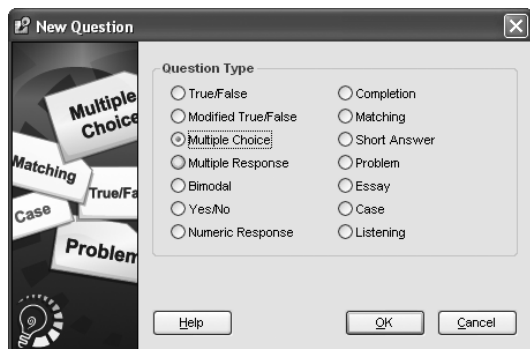 New Question
Multiple
Choice
Matching
True/Fa
Case
Problem
Question Type
True/False
Modified True/False
Multiple Choice
Multiple Response
Bimodal
Yes/No
Numeric Response
Completion
Matching
Short Answer
Problem
Essay
Case
Listening
Help
OK
Cancel